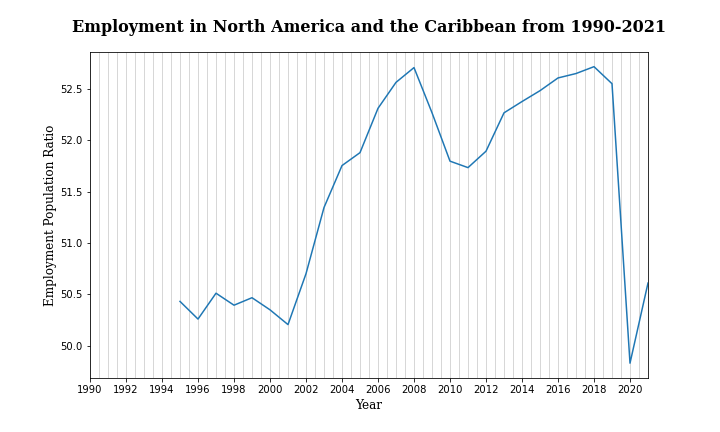 Employment in North America and the Caribbean from 1990-2021
Employment Population Ratio
52.5
52.0
51.5
51.0
50.5
50.0
1990 1992 1994 1996 1998 2000 2002 2004 2006 2008 2010 2012 2014 2016 2018 2020
Year